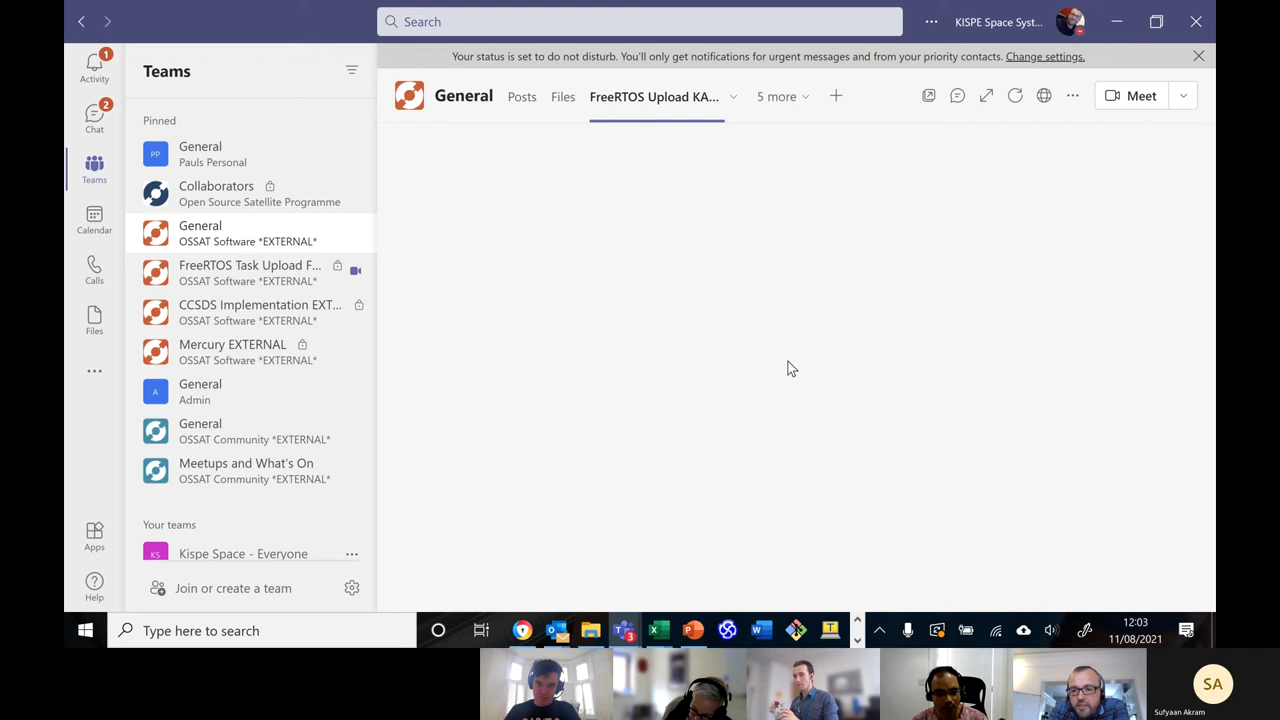 Search
KISPE Space Syst...
Your status is set to do not disturb. You'll only get notifications for urgent messages and from your priority contacts. Change settings.
1
Activity
2
Chat
Teams
Calendar
Calls
Files
Apps
Help
Teams
Pinned
PP
General
Pauls Personal
Collaborators
Open Source Satellite Programme
General
OSSAT Software *EXTERNAL*
FreeRTOS Task Upload F...
OSSAT Software *EXTERNAL*
CCSDS Implementation EXT...
OSSAT Software *EXTERNAL*
Mercury EXTERNAL
OSSAT Software *EXTERNAL*
A
General
Admin
General
OSSAT Community *EXTERNAL*
Meetups and What's On
OSSAT Community *EXTERNAL*
Your teams
KS
Kispe Space - Everyone
Join or create a team
General
Posts
Files
FreeRTOS Upload KA...
5 more
Meet
Type here to search
3
12:03
11/08/2021
SA
Sufyaan Akram